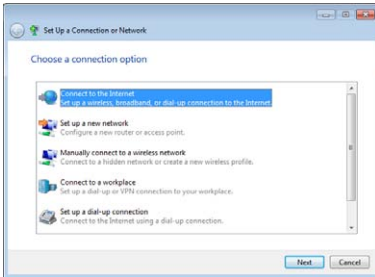 Set Up a Connection or Network
Choose a connection option
Connect to the Internet
Set up a wireless, broadband, or dial-up connection to the Internet.
Set up a new network
Configure a new router or access point.
Manually connect to a wireless network
Connect to a hidden network or create a new wireless profile.
Connect to a workplace
Set up a dial-up or VPN connection to your workplace.
Set up a dial-up connection
Connect to the Internet using a dial-up connection.
Next
Cancel